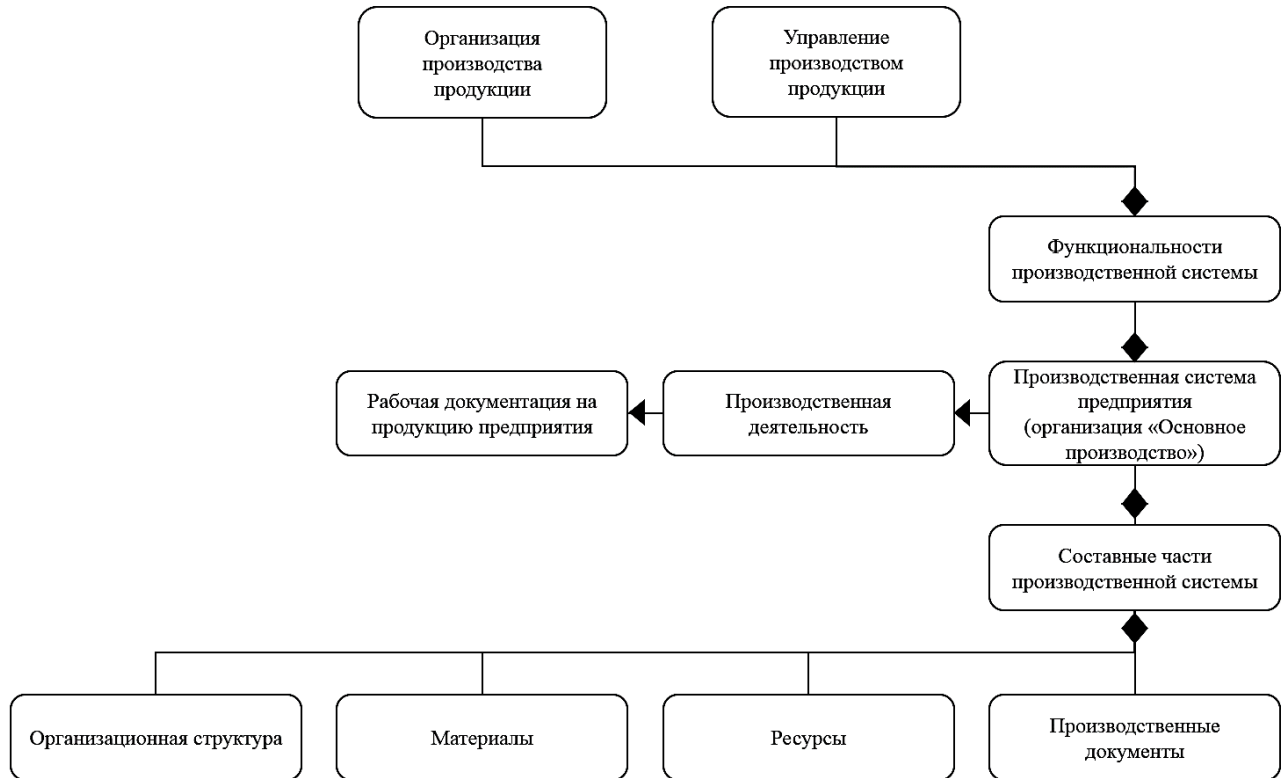 Организация
производства
продукции
Управление
производством
продукции
Функциональности
производственной системы
Рабочая документация на
продукцию предприятия
Производственная
деятельность
Производственная система
предприятия
(организация «Основное
производство»)
Составные части
производственной системы
Организационная структура
Материалы
Ресурсы
Производственные
документы